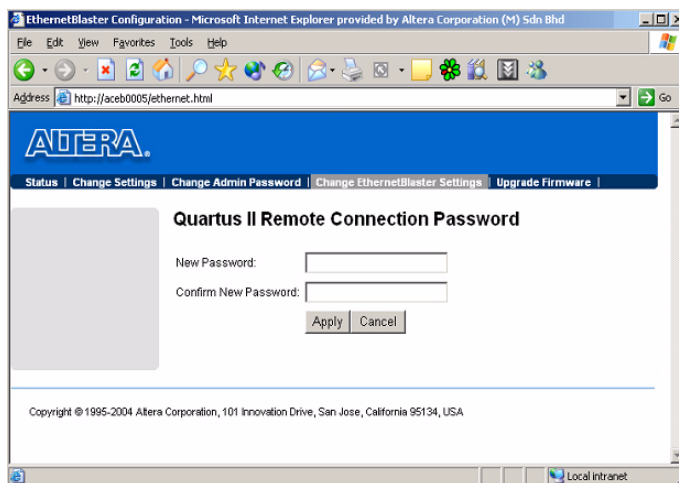 EthernetBlaster Configuration - Microsoft Internet Explorer provided by Altera Corporation (M) Sdn Bhd
File Edit View Favorites Tools Help
Address http://aceb0005/ethernet.html Go
ALTERA.
Status | Change Settings | Change Admin Password | Change EthernetBlaster Settings | Upgrade Firmware |
Quartus II Remote Connection Password
New Password:
Confirm New Password:
Apply Cancel
Copyright © 1995-2004 Altera Corporation, 101 Innovation Drive, San Jose, California 95134, USA
Local intranet